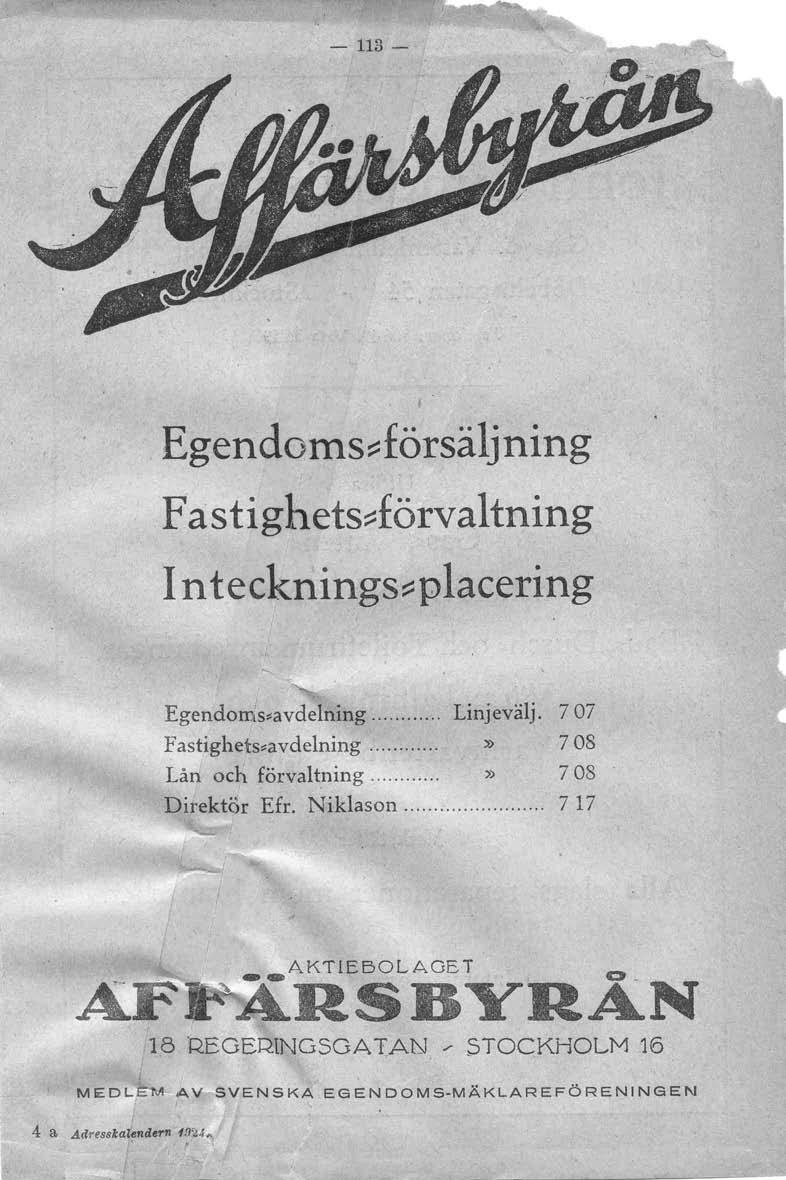 — 113 —
Affärsbyrån
Egendoms⸗försäljning
Fastighets⸗förvaltning
Intecknings⸗placering
Egendoms⸗avdelning ............ Linjevälj. 7 07
Fastighets⸗avdelning ............ » 7 08
Lån och förvaltning ............ » 7 08
Direktör Efr. Niklason ........................ 7 17
AKTIEBOLAGET
AFFÄRSBYRÅN
18 REGERINGSGATAN - STOCKHOLM 16
MEDLEM AV SVENSKA EGENDOMS-MÄKLAREFÖRENINGEN
4 a Adresskalendern 1924.